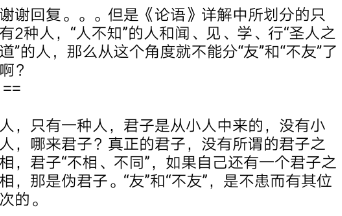 谢谢回复。。。但是《论语》详解中所划分的只
有2种人，“人不知”的人和闻、见、学、行“圣人之
道”的人，那么从这个角度就不能分“友”和“不友”了
啊？
==
人，只有一种人，君子是从小人中来的，没有小
人，哪来君子？真正的君子，没有所谓的君子之
相，君子“不相、不同”，如果自己还有一个君子之
相，那是伪君子。“友”和“不友”，是不患而有其位
次的。